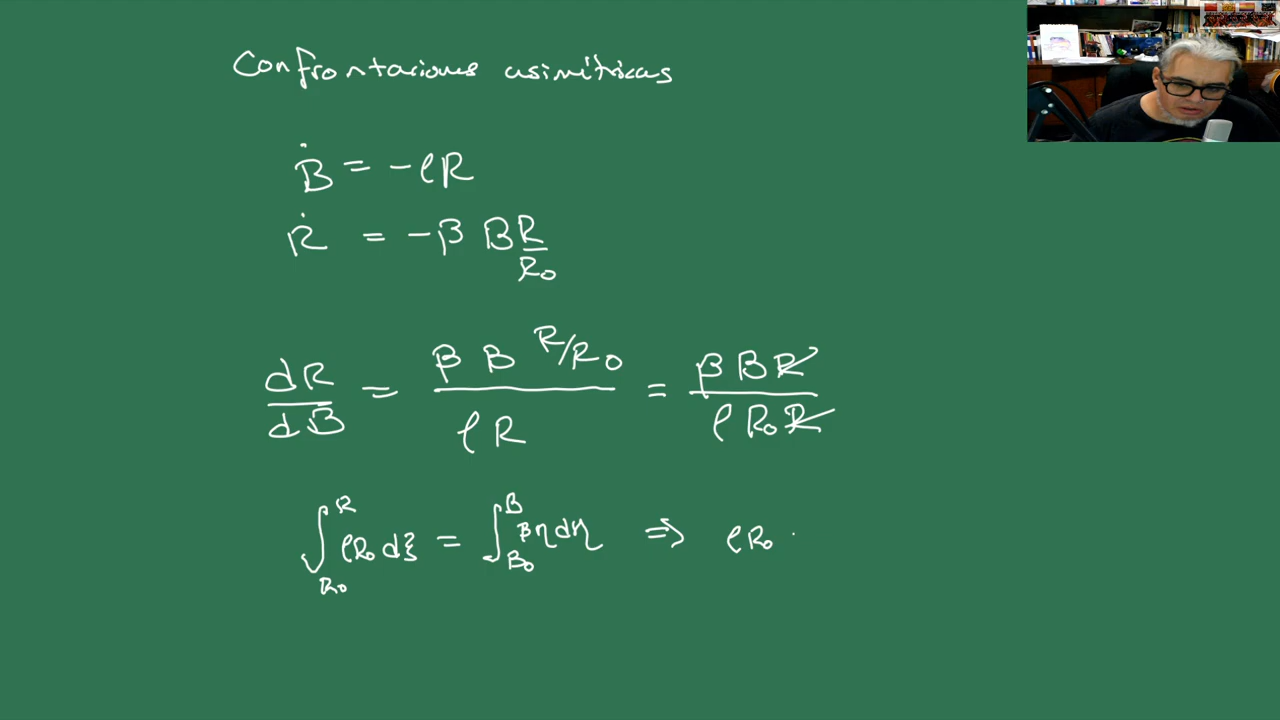 Confrontaciones asimétricas
Ḃ = -ρR
Ṙ = -β B R/R₀
dR/dB = (β B R/R₀)/(ρR) = (β B R)/(ρ R₀ R)
∫_{R₀}^{R} ρR₀ dξ = ∫_{B₀}^{B} βη dη ⇒ ρR₀ ·